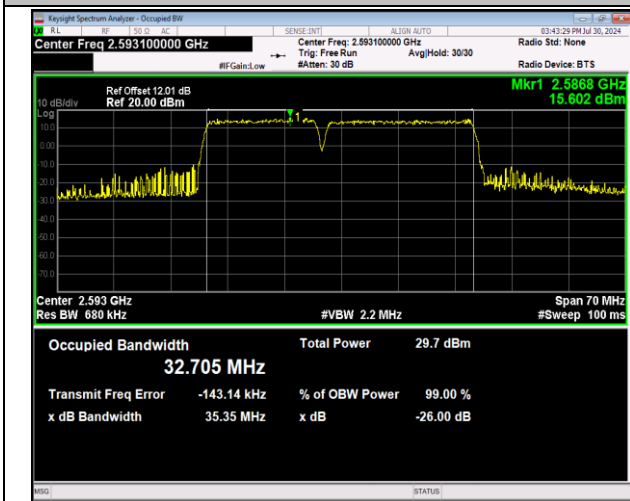 Keysight Spectrum Analyzer - Occupied BW
RL RF 50 Ω AC SENSE:INT ALIGN AUTO 03:43:29 PM Jul 30, 2024
Center Freq 2.593100000 GHz Center Freq: 2.593100000 GHz Radio Std: None
Trig: Free Run Avg|Hold: 30/30
#IFGain:Low #Atten: 30 dB Radio Device: BTS
Ref Offset 12.01 dB Mkr1 2.5868 GHz
10 dB/div Ref 20.00 dBm 15.602 dBm
Log
10.0
0.00
-10.0
-20.0
-30.0
-40.0
-50.0
-60.0
-70.0
1
Center 2.593 GHz Span 70 MHz
Res BW 680 kHz #VBW 2.2 MHz #Sweep 100 ms
Occupied Bandwidth Total Power 29.7 dBm
32.705 MHz
Transmit Freq Error -143.14 kHz % of OBW Power 99.00 %
x dB Bandwidth 35.35 MHz x dB -26.00 dB
MSG STATUS